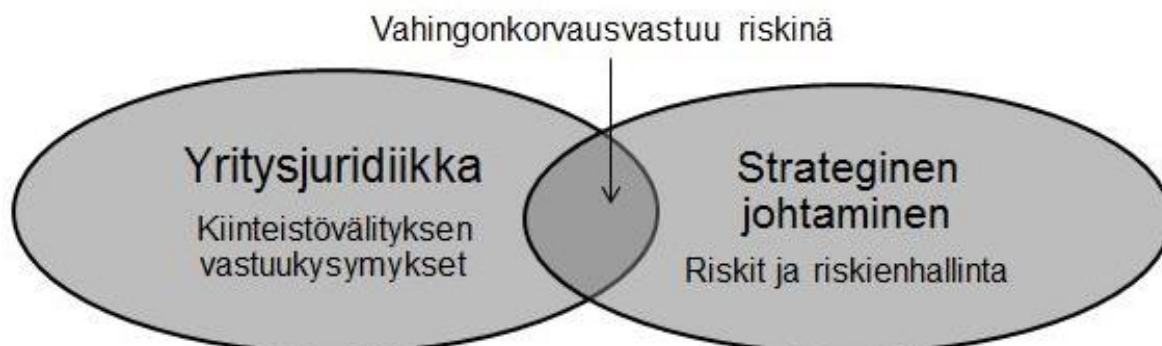 Vahingonkorvausvastuu riskinä
Yritysjuridiikka
Kiinteistövälityksen
vastuukysymykset
Strateginen
johtaminen
Riskit ja riskienhallinta